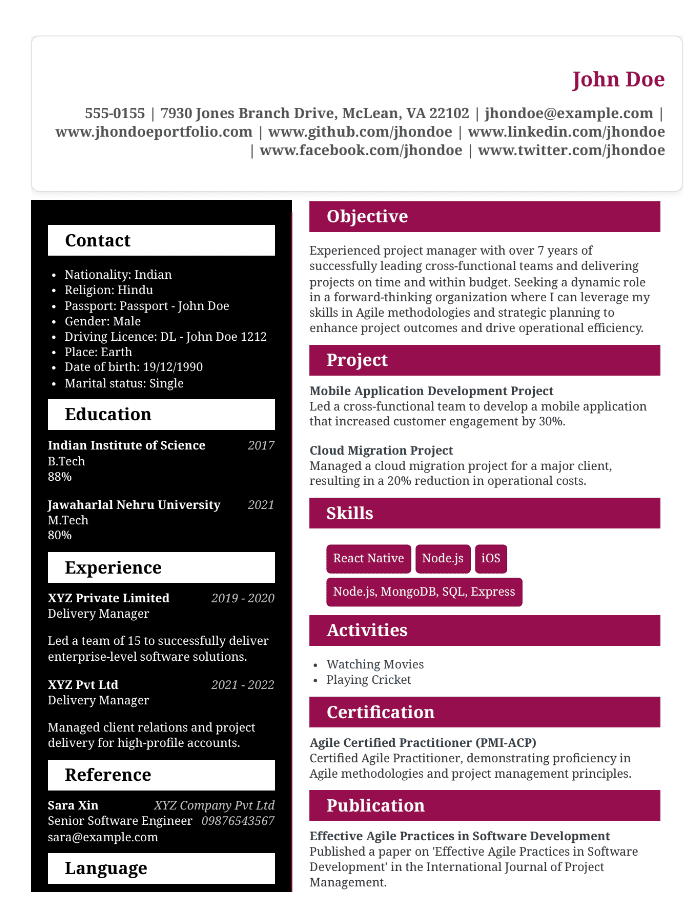 John Doe
555-0155 | 7930 Jones Branch Drive, McLean, VA 22102 | jhondoe@example.com |
www.jhondoeportfolio.com | www.github.com/jhondoe | www.linkedin.com/jhondoe
| www.facebook.com/jhondoe | www.twitter.com/jhondoe
Contact
• Nationality: Indian
• Religion: Hindu
• Passport: Passport - John Doe
• Gender: Male
• Driving Licence: DL - John Doe 1212
• Place: Earth
• Date of birth: 19/12/1990
• Marital status: Single
Education
Indian Institute of Science 2017
B.Tech
88%
Jawaharlal Nehru University 2021
M.Tech
80%
Experience
XYZ Private Limited 2019 - 2020
Delivery Manager
Led a team of 15 to successfully deliver
enterprise-level software solutions.
XYZ Pvt Ltd 2021 - 2022
Delivery Manager
Managed client relations and project
delivery for high-profile accounts.
Reference
Sara Xin XYZ Company Pvt Ltd
Senior Software Engineer 09876543567
sara@example.com
Language
Objective
Experienced project manager with over 7 years of
successfully leading cross-functional teams and delivering
projects on time and within budget. Seeking a dynamic role
in a forward-thinking organization where I can leverage my
skills in Agile methodologies and strategic planning to
enhance project outcomes and drive operational efficiency.
Project
Mobile Application Development Project
Led a cross-functional team to develop a mobile application
that increased customer engagement by 30%.
Cloud Migration Project
Managed a cloud migration project for a major client,
resulting in a 20% reduction in operational costs.
Skills
React Native Node.js iOS
Node.js, MongoDB, SQL, Express
Activities
• Watching Movies
• Playing Cricket
Certification
Agile Certified Practitioner (PMI-ACP)
Certified Agile Practitioner, demonstrating proficiency in
Agile methodologies and project management principles.
Publication
Effective Agile Practices in Software Development
Published a paper on 'Effective Agile Practices in Software
Development' in the International Journal of Project
Management.